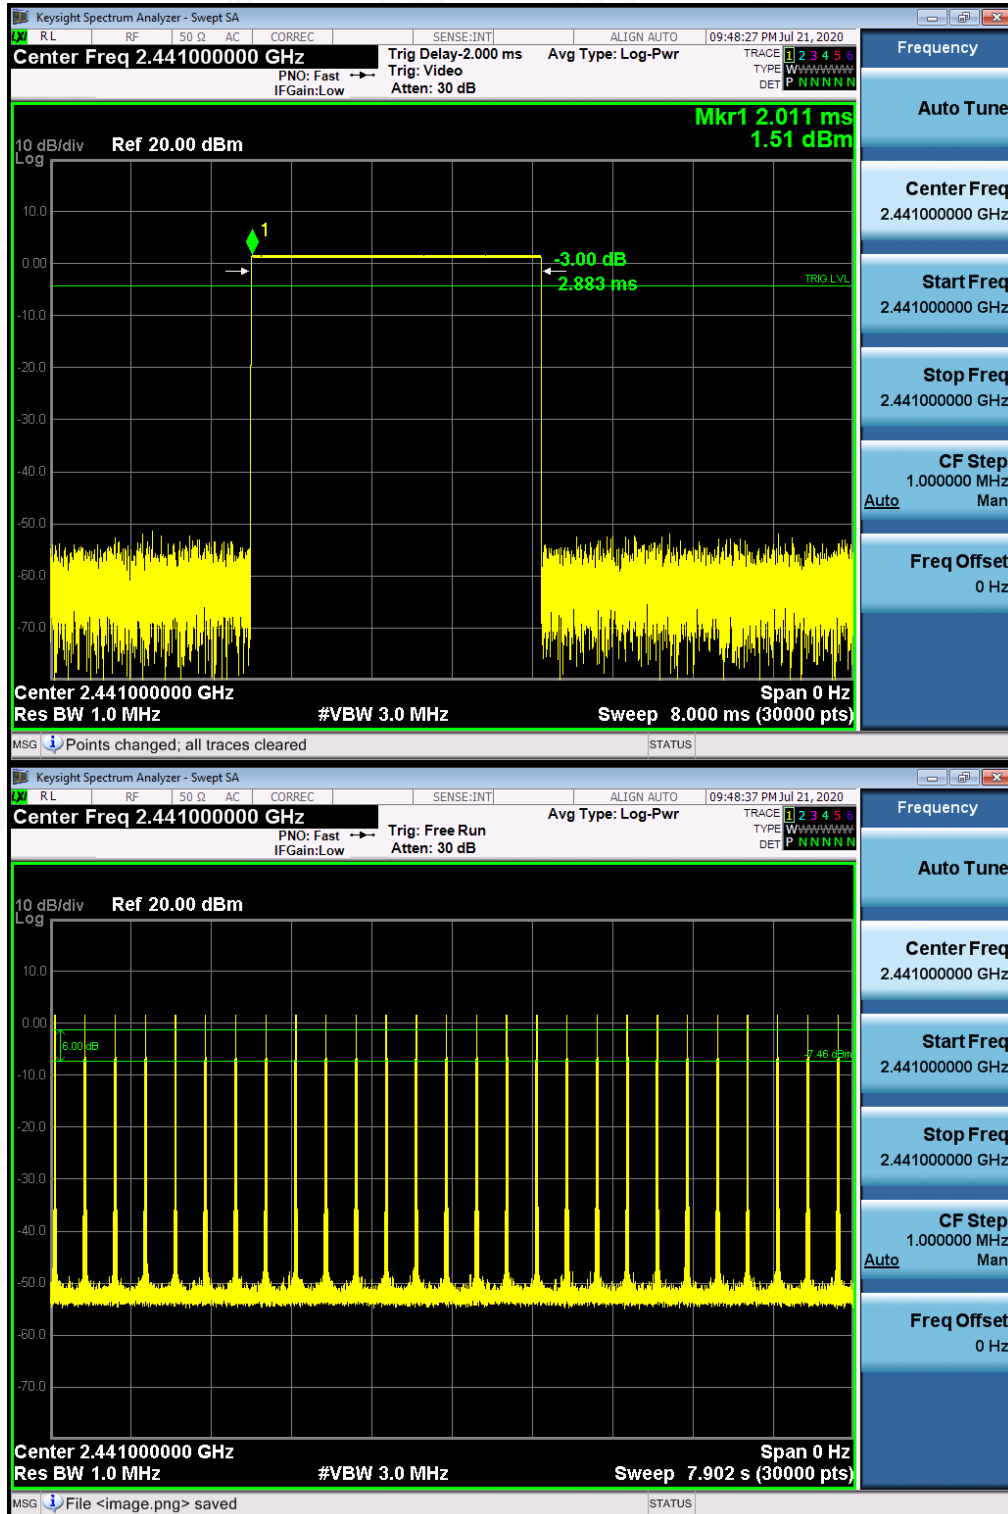 Keysight Spectrum Analyzer - Swept SA
LXI RL RF 50 Ω AC CORREC SENSE:INT ALIGN AUTO 09:48:27 PM Jul 21, 2020
Center Freq 2.441000000 GHz Trig Delay-2.000 ms Avg Type: Log-Pwr TRACE 1 2 3 4 5 6
PNO: Fast Trig: Video TYPE WWWWWW
IFGain:Low Atten: 30 dB DET P N N N N N
Frequency
Mkr1 2.011 ms
1.51 dBm
10 dB/div Ref 20.00 dBm
Log
10.0
0.00
-10.0
-20.0
-30.0
-40.0
-50.0
-60.0
-70.0
1
-3.00 dB
2.883 ms
TRIG LVL
Center 2.441000000 GHz Span 0 Hz
Res BW 1.0 MHz #VBW 3.0 MHz Sweep 8.000 ms (30000 pts)
Auto Tune
Center Freq
2.441000000 GHz
Start Freq
2.441000000 GHz
Stop Freq
2.441000000 GHz
CF Step
1.000000 MHz
Auto Man
Freq Offset
0 Hz
MSG Points changed; all traces cleared STATUS
Keysight Spectrum Analyzer - Swept SA
LXI RL RF 50 Ω AC CORREC SENSE:INT ALIGN AUTO 09:48:37 PM Jul 21, 2020
Center Freq 2.441000000 GHz Avg Type: Log-Pwr TRACE 1 2 3 4 5 6
PNO: Fast Trig: Free Run TYPE WWWWWW
IFGain:Low Atten: 30 dB DET P N N N N N
Frequency
10 dB/div Ref 20.00 dBm
Log
10.0
0.00
-10.0
-20.0
-30.0
-40.0
-50.0
-60.0
-70.0
6.00 dB
-7.46 dBm
Center 2.441000000 GHz Span 0 Hz
Res BW 1.0 MHz #VBW 3.0 MHz Sweep 7.902 s (30000 pts)
Auto Tune
Center Freq
2.441000000 GHz
Start Freq
2.441000000 GHz
Stop Freq
2.441000000 GHz
CF Step
1.000000 MHz
Auto Man
Freq Offset
0 Hz
MSG File <image.png> saved STATUS